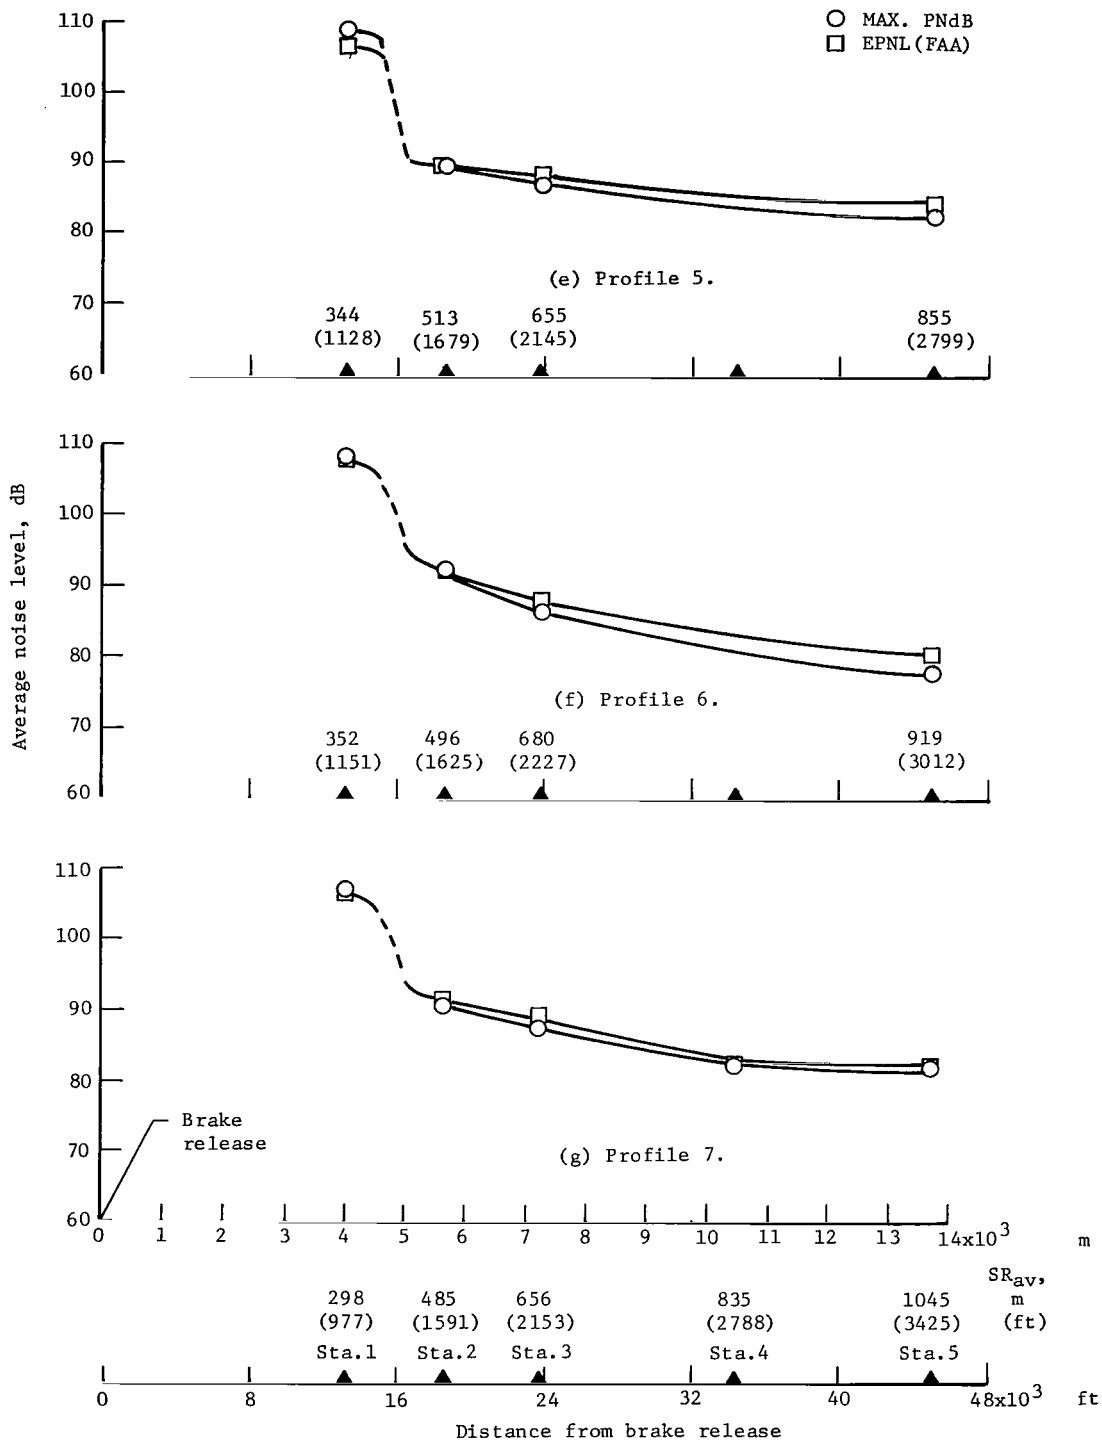 MAX. PNdB
EPNL(FAA)
110
100
90
80
70
60
(e) Profile 5.
344 513 655 855
(1128) (1679) (2145) (2799)
Average noise level, dB
110
100
90
80
70
60
(f) Profile 6.
352 496 680 919
(1151) (1625) (2227) (3012)
110
100
90
80
70
60
Brake
release
(g) Profile 7.
0 1 2 3 4 5 6 7 8 9 10 11 12 13 14x10³ m
SRav,
298 485 656 835 1045 m
(977) (1591) (2153) (2788) (3425) (ft)
Sta.1 Sta.2 Sta.3 Sta.4 Sta.5
0 8 16 24 32 40 48x10³ ft
Distance from brake release